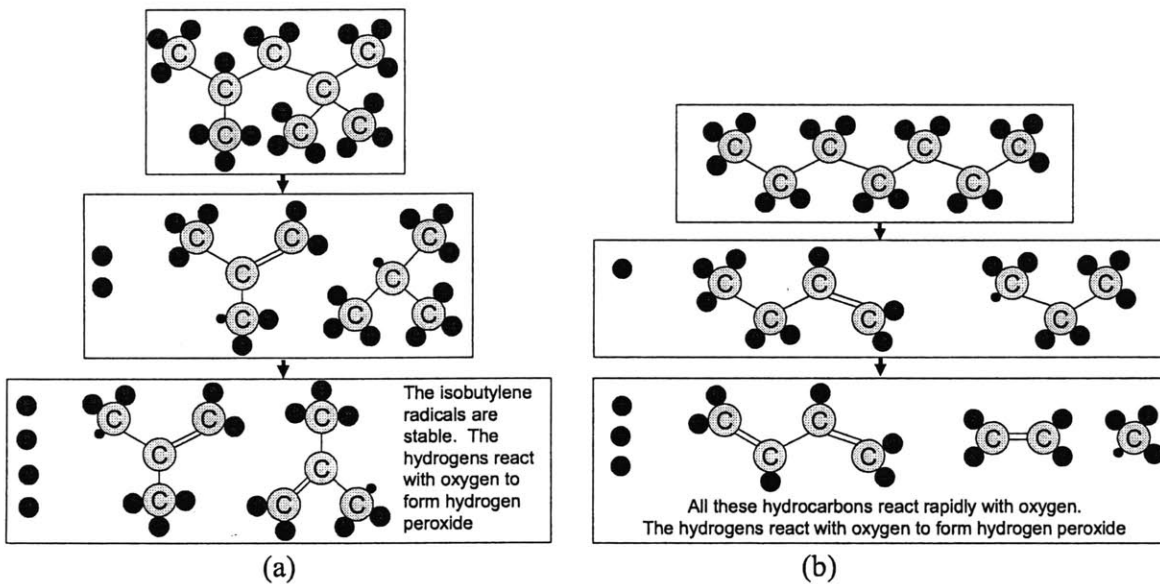 C C C
C C
C C C
C C
C
C
C
C
C C
C C
C
C
C
C
C C
The isobutylene
radicals are
stable. The
hydrogens react
with oxygen to
form hydrogen
peroxide
(a)
C C C C
C C C
C C
C C
C C
C
C C
C C
C C
C
All these hydrocarbons react rapidly with oxygen.
The hydrogens react with oxygen to form hydrogen peroxide
(b)